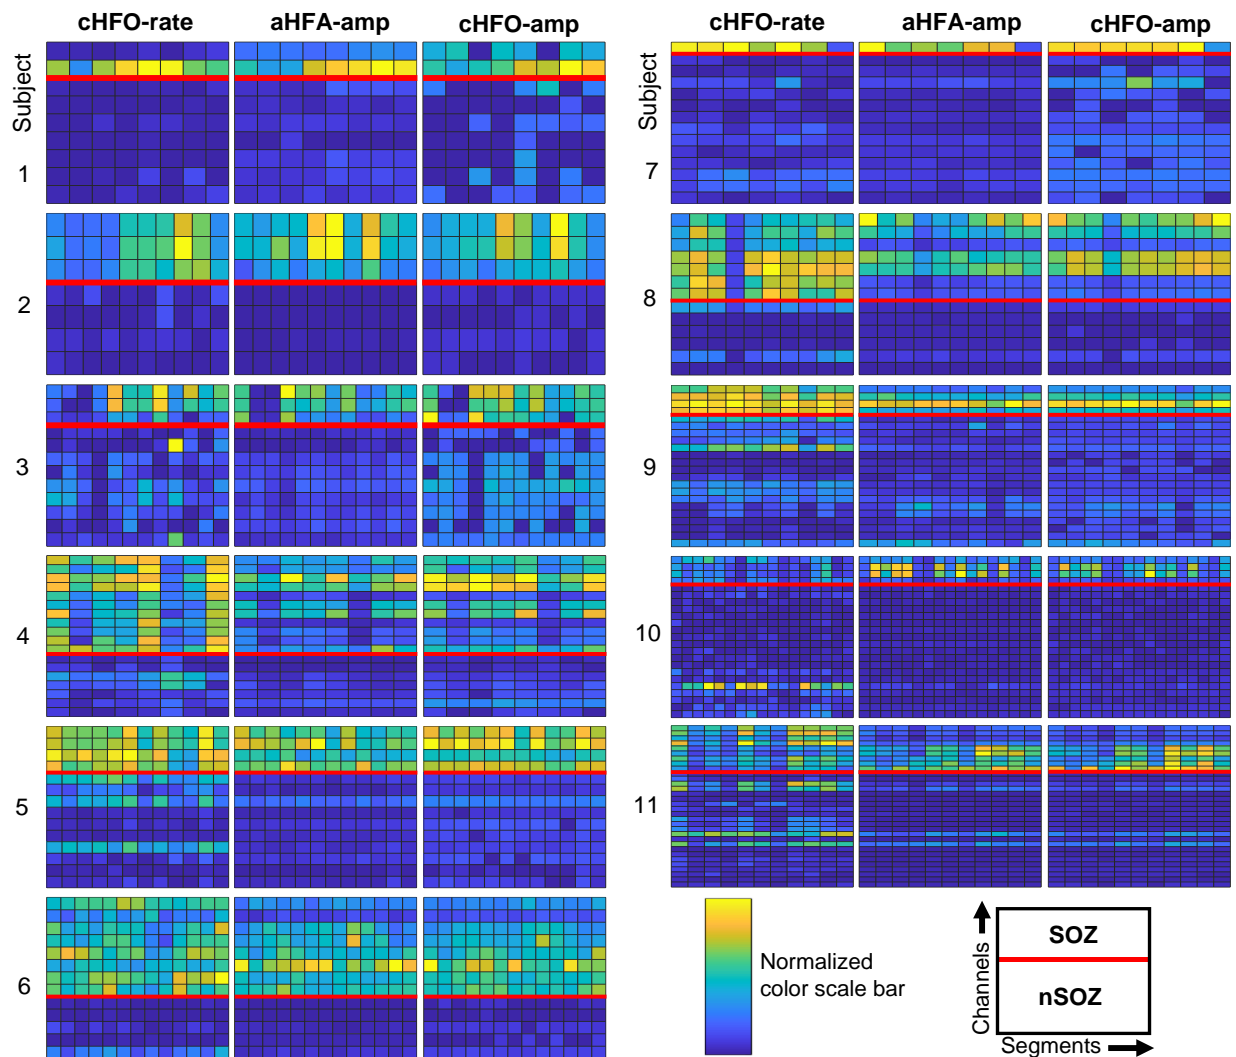 cHFO-rate aHFA-amp cHFO-amp
Subject
1
2
3
4
5
6
cHFO-rate aHFA-amp cHFO-amp
Subject
7
8
9
10
11
Normalized
color scale bar
Channels
SOZ
nSOZ
Segments